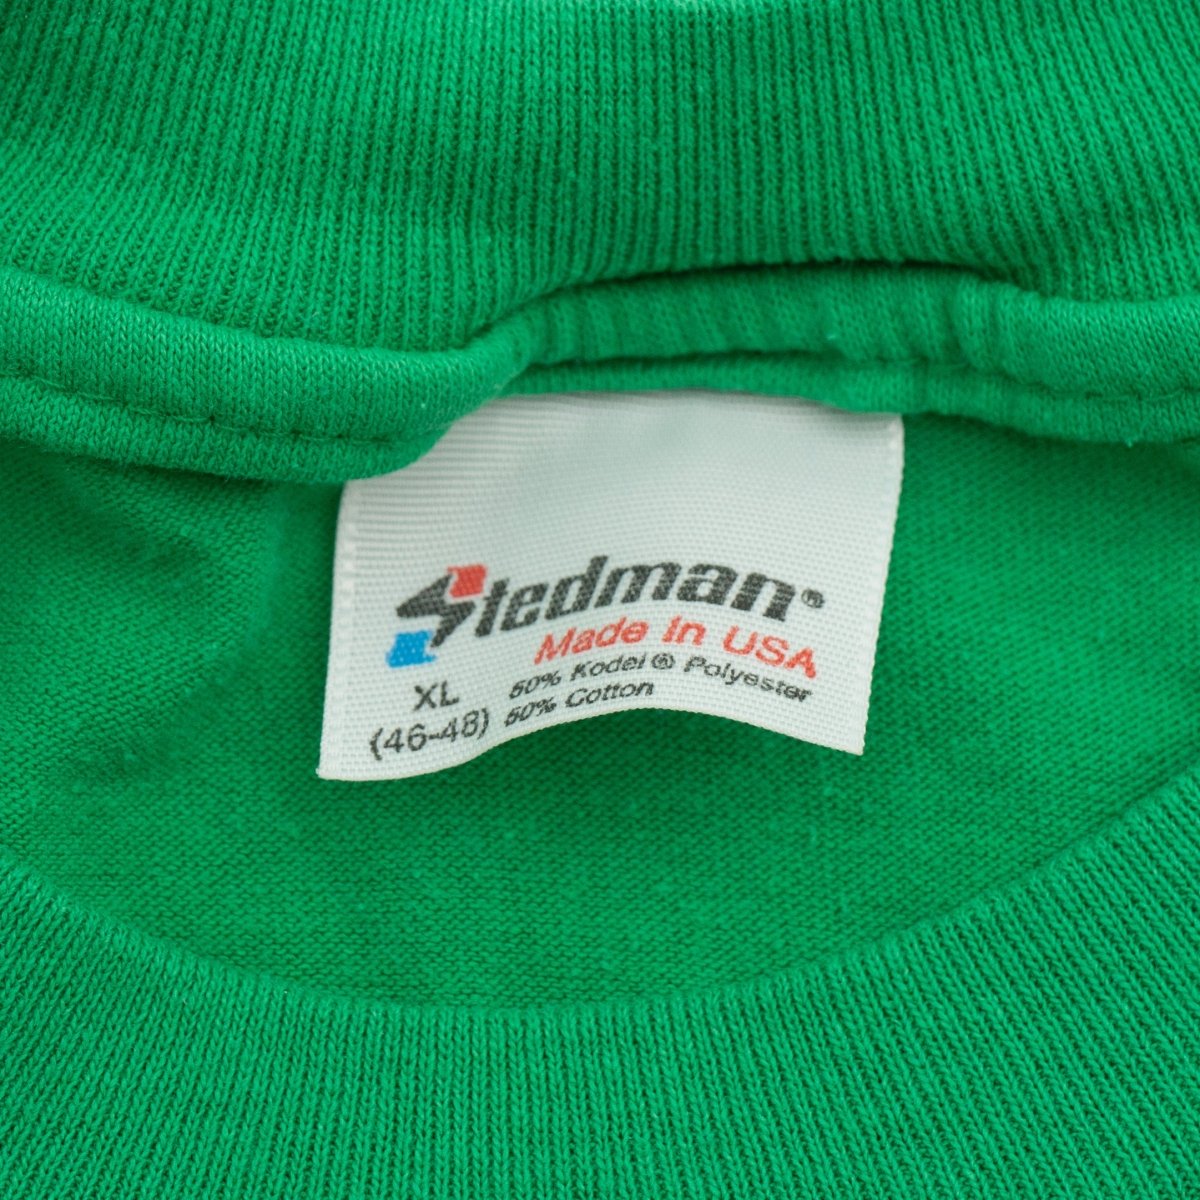 Stedman®
Made In USA
XL 50% Kodel® Polyester
(46-48) 50% Cotton